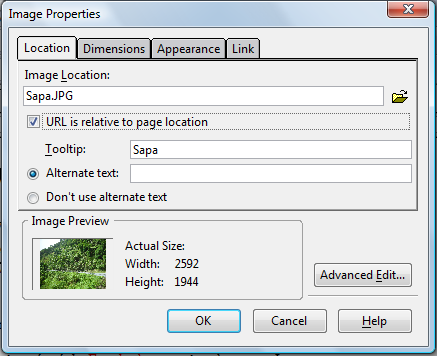 Image Properties
Location Dimensions Appearance Link
Image Location:
Sapa.JPG
URL is relative to page location
Tooltip: Sapa
Alternate text:
Don't use alternate text
Image Preview
Actual Size:
Width: 2592
Height: 1944
Advanced Edit...
OK Cancel Help